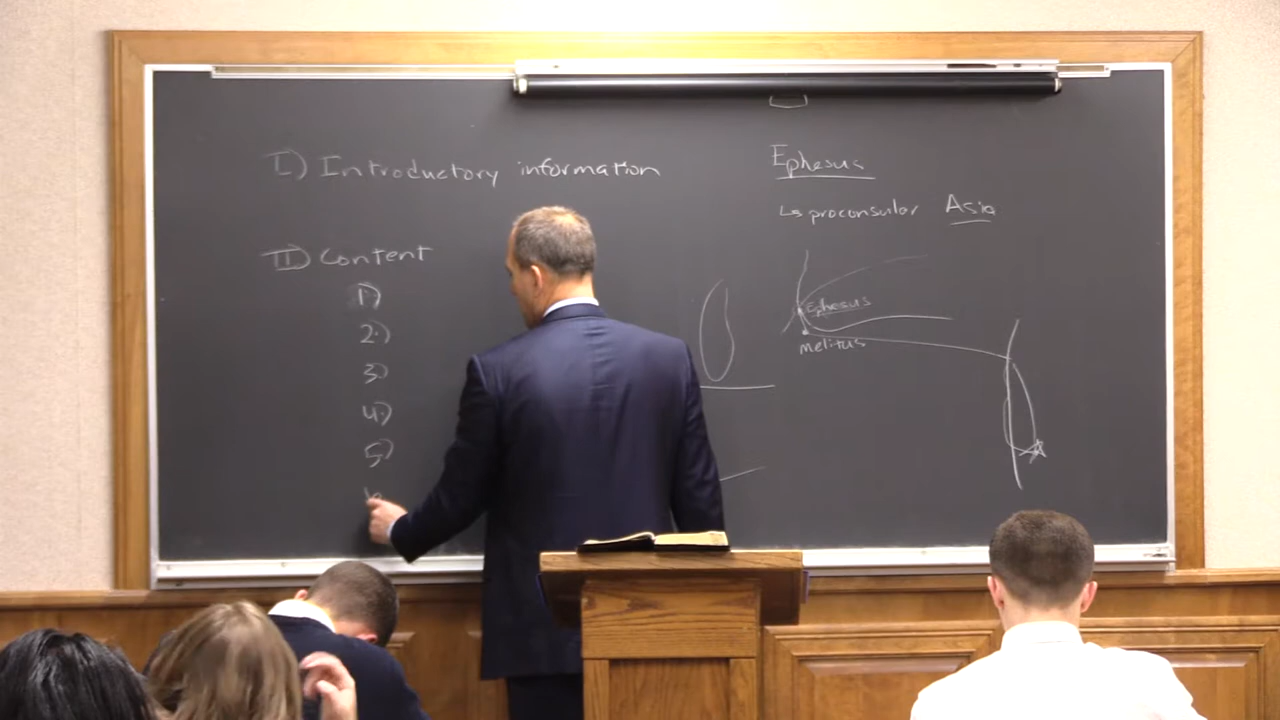 I) Introductory information
II) Content
1)
2)
3)
4)
5)
Ephesus
↳ proconsular Asia
Ephesus
melitus